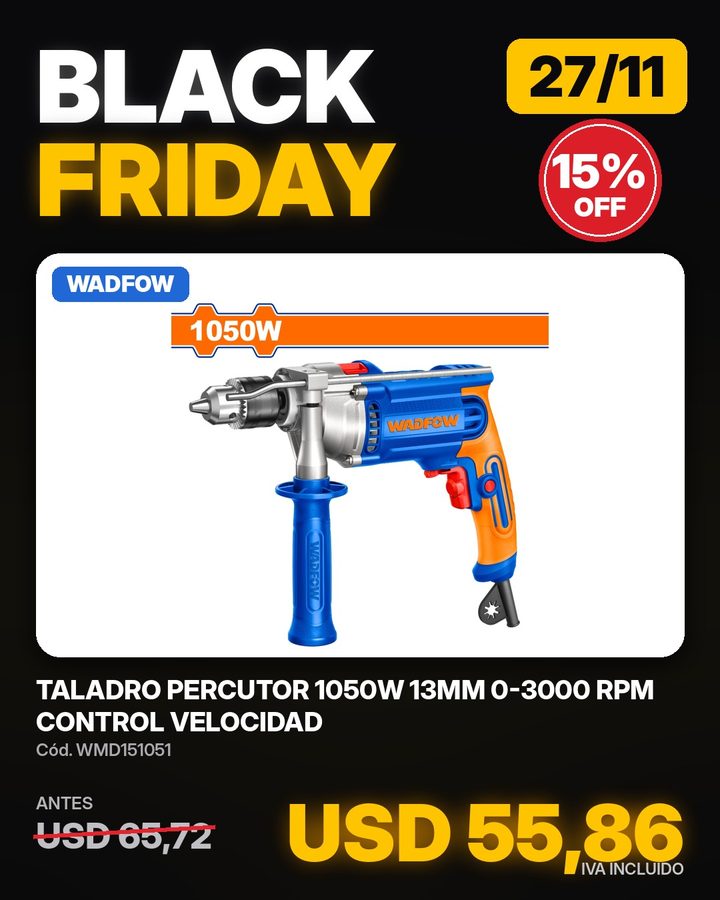 BLACK
FRIDAY
27/11
15%
OFF
WADFOW
1050W
WADFOW
WADFOW
TALADRO PERCUTOR 1050W 13MM 0-3000 RPM
CONTROL VELOCIDAD
Cód. WMD151051
ANTES
USD 65,72
USD 55,86
IVA INCLUIDO